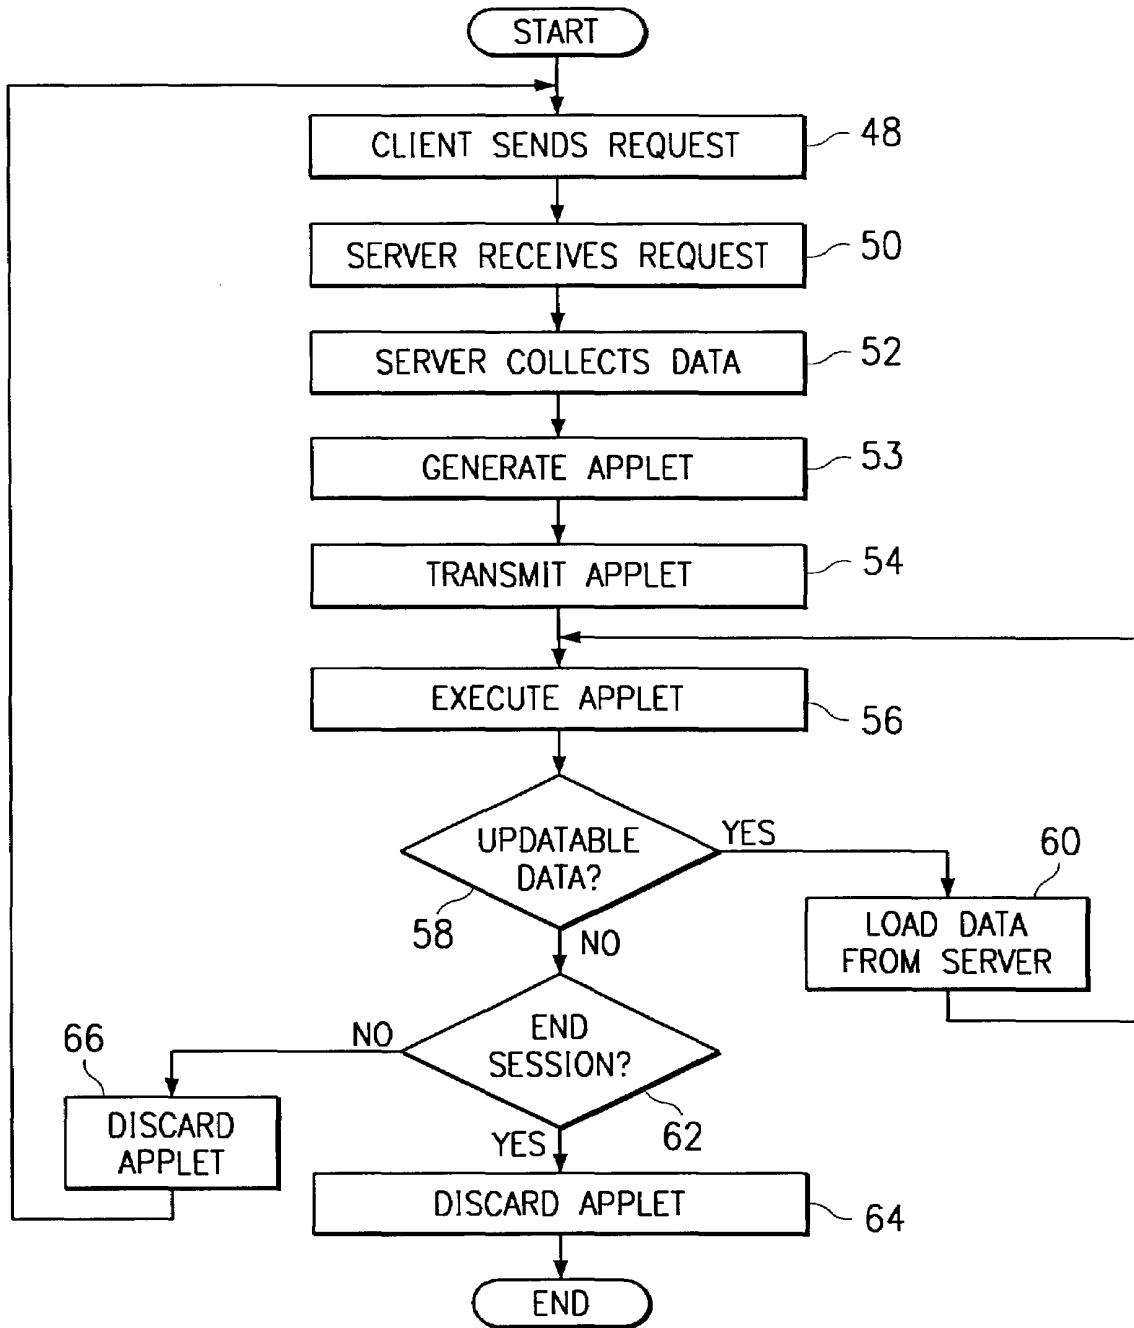 START
CLIENT SENDS REQUEST
48
SERVER RECEIVES REQUEST
50
SERVER COLLECTS DATA
52
GENERATE APPLET
53
TRANSMIT APPLET
54
EXECUTE APPLET
56
UPDATABLE
DATA?
YES
58
NO
60
LOAD DATA
FROM SERVER
END
SESSION?
NO
62
YES
66
DISCARD
APPLET
DISCARD APPLET
64
END